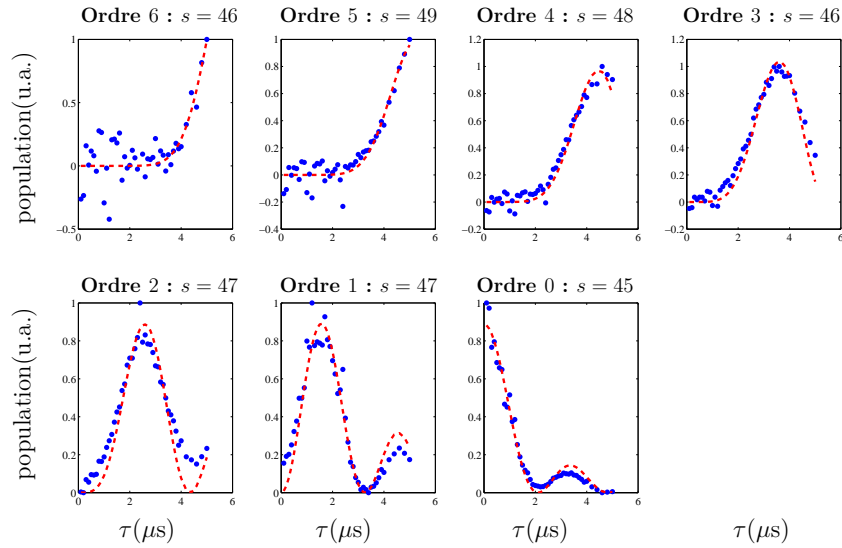 Ordre 6 : s = 46
Ordre 5 : s = 49
Ordre 4 : s = 48
Ordre 3 : s = 46
population(u.a.)
1
0.5
0
−0.5
0 2 4 6
1
0.8
0.6
0.4
0.2
0
−0.2
−0.4
0 2 4 6
1.2
1
0.8
0.6
0.4
0.2
0
−0.2
0 2 4 6
1.2
1
0.8
0.6
0.4
0.2
0
−0.2
0 2 4 6
Ordre 2 : s = 47
Ordre 1 : s = 47
Ordre 0 : s = 45
population(u.a.)
1
0.8
0.6
0.4
0.2
0
0 2 4 6
1
0.8
0.6
0.4
0.2
0
0 2 4 6
1
0.8
0.6
0.4
0.2
0
0 2 4 6
τ(μs)
τ(μs)
τ(μs)
τ(μs)